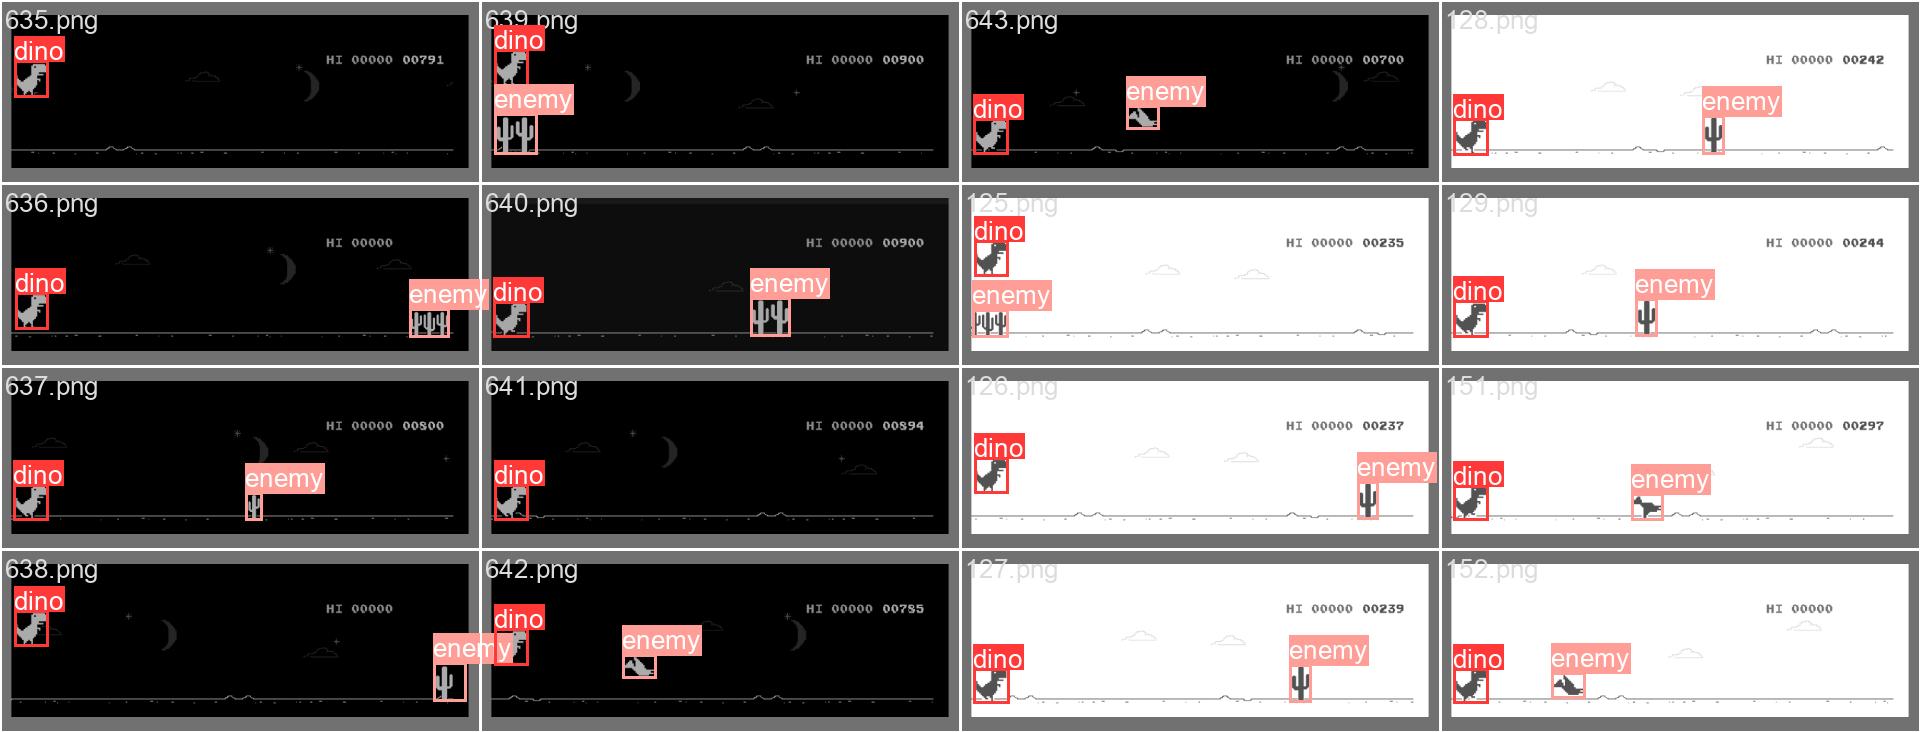 635.png
dino
HI 00000 00791
639.png
dino
enemy
HI 00000 00900
643.png
dino
enemy
HI 00000 00700
128.png
dino
enemy
HI 00000 00242
636.png
dino
enemy
HI 00000
640.png
dino
enemy
HI 00000 00900
125.png
dino
enemy
HI 00000 00235
129.png
dino
enemy
HI 00000 00244
637.png
dino
enemy
HI 00000 00800
641.png
dino
HI 00000 00894
126.png
dino
enemy
HI 00000 00237
151.png
dino
enemy
HI 00000 00297
638.png
dino
enemy
HI 00000
642.png
dino
enemy
HI 00000 00785
127.png
dino
enemy
HI 00000 00239
152.png
dino
enemy
HI 00000